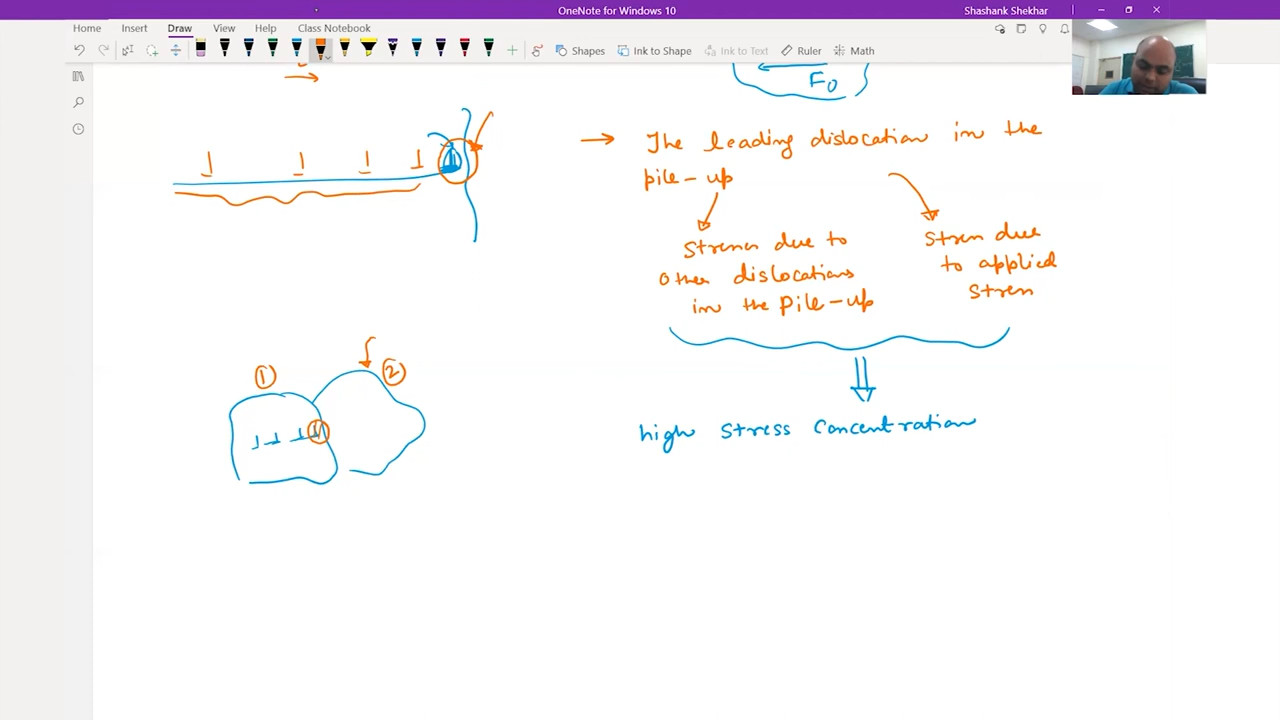 OneNote for Windows 10
Shashank Shekhar
Home Insert Draw View Help Class Notebook
Shapes Ink to Shape Ink to Text Ruler Math
F0
→ The leading dislocation in the
pile-up
Stress due to
other dislocations
in the pile-up
Stress due
to applied
stress
high stress concentration
1
2